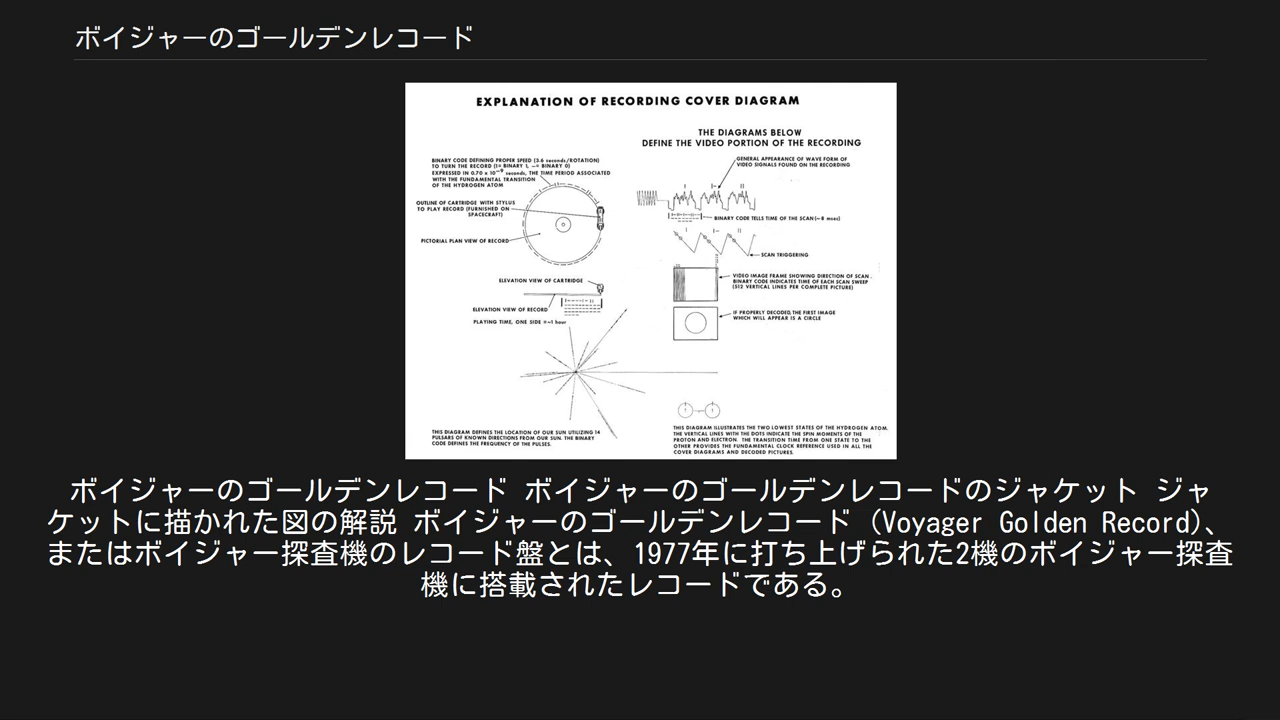 ボイジャーのゴールデンレコード
EXPLANATION OF RECORDING COVER DIAGRAM
THE DIAGRAMS BELOW
DEFINE THE VIDEO PORTION OF THE RECORDING
BINARY CODE DEFINING PROPER SPEED (3.6 seconds/ROTATION)
TO TURN THE RECORD (I= BINARY 1, —= BINARY 0)
EXPRESSED IN 0.70 x 10⁻⁹ seconds, THE TIME PERIOD ASSOCIATED
WITH THE FUNDAMENTAL TRANSITION
OF THE HYDROGEN ATOM
OUTLINE OF CARTRIDGE WITH STYLUS
TO PLAY RECORD (FURNISHED ON
SPACECRAFT)
PICTORIAL PLAN VIEW OF RECORD
ELEVATION VIEW OF CARTRIDGE
ELEVATION VIEW OF RECORD
PLAYING TIME, ONE SIDE =~1 hour
THIS DIAGRAM DEFINES THE LOCATION OF OUR SUN UTILIZING 14
PULSARS OF KNOWN DIRECTIONS FROM OUR SUN. THE BINARY
CODE DEFINES THE FREQUENCY OF THE PULSES.
GENERAL APPEARANCE OF WAVE FORM OF
VIDEO SIGNALS FOUND ON THE RECORDING
BINARY CODE TELLS TIME OF THE SCAN (~ 8 msec)
SCAN TRIGGERING
VIDEO IMAGE FRAME SHOWING DIRECTION OF SCAN.
BINARY CODE INDICATES TIME OF EACH SCAN SWEEP
(512 VERTICAL LINES PER COMPLETE PICTURE)
IF PROPERLY DECODED, THE FIRST IMAGE
WHICH WILL APPEAR IS A CIRCLE
THIS DIAGRAM ILLUSTRATES THE TWO LOWEST STATES OF THE HYDROGEN ATOM.
THE VERTICAL LINES WITH THE DOTS INDICATE THE SPIN MOMENTS OF THE
PROTON AND ELECTRON. THE TRANSITION TIME FROM ONE STATE TO THE
OTHER PROVIDES THE FUNDAMENTAL CLOCK REFERENCE USED IN ALL THE
COVER DIAGRAMS AND DECODED PICTURES.
ボイジャーのゴールデンレコード ボイジャーのゴールデンレコードのジャケット ジャ
ケットに描かれた図の解説 ボイジャーのゴールデンレコード（Voyager Golden Record)、
またはボイジャー探査機のレコード盤とは、1977年に打ち上げられた2機のボイジャー探査
機に搭載されたレコードである。